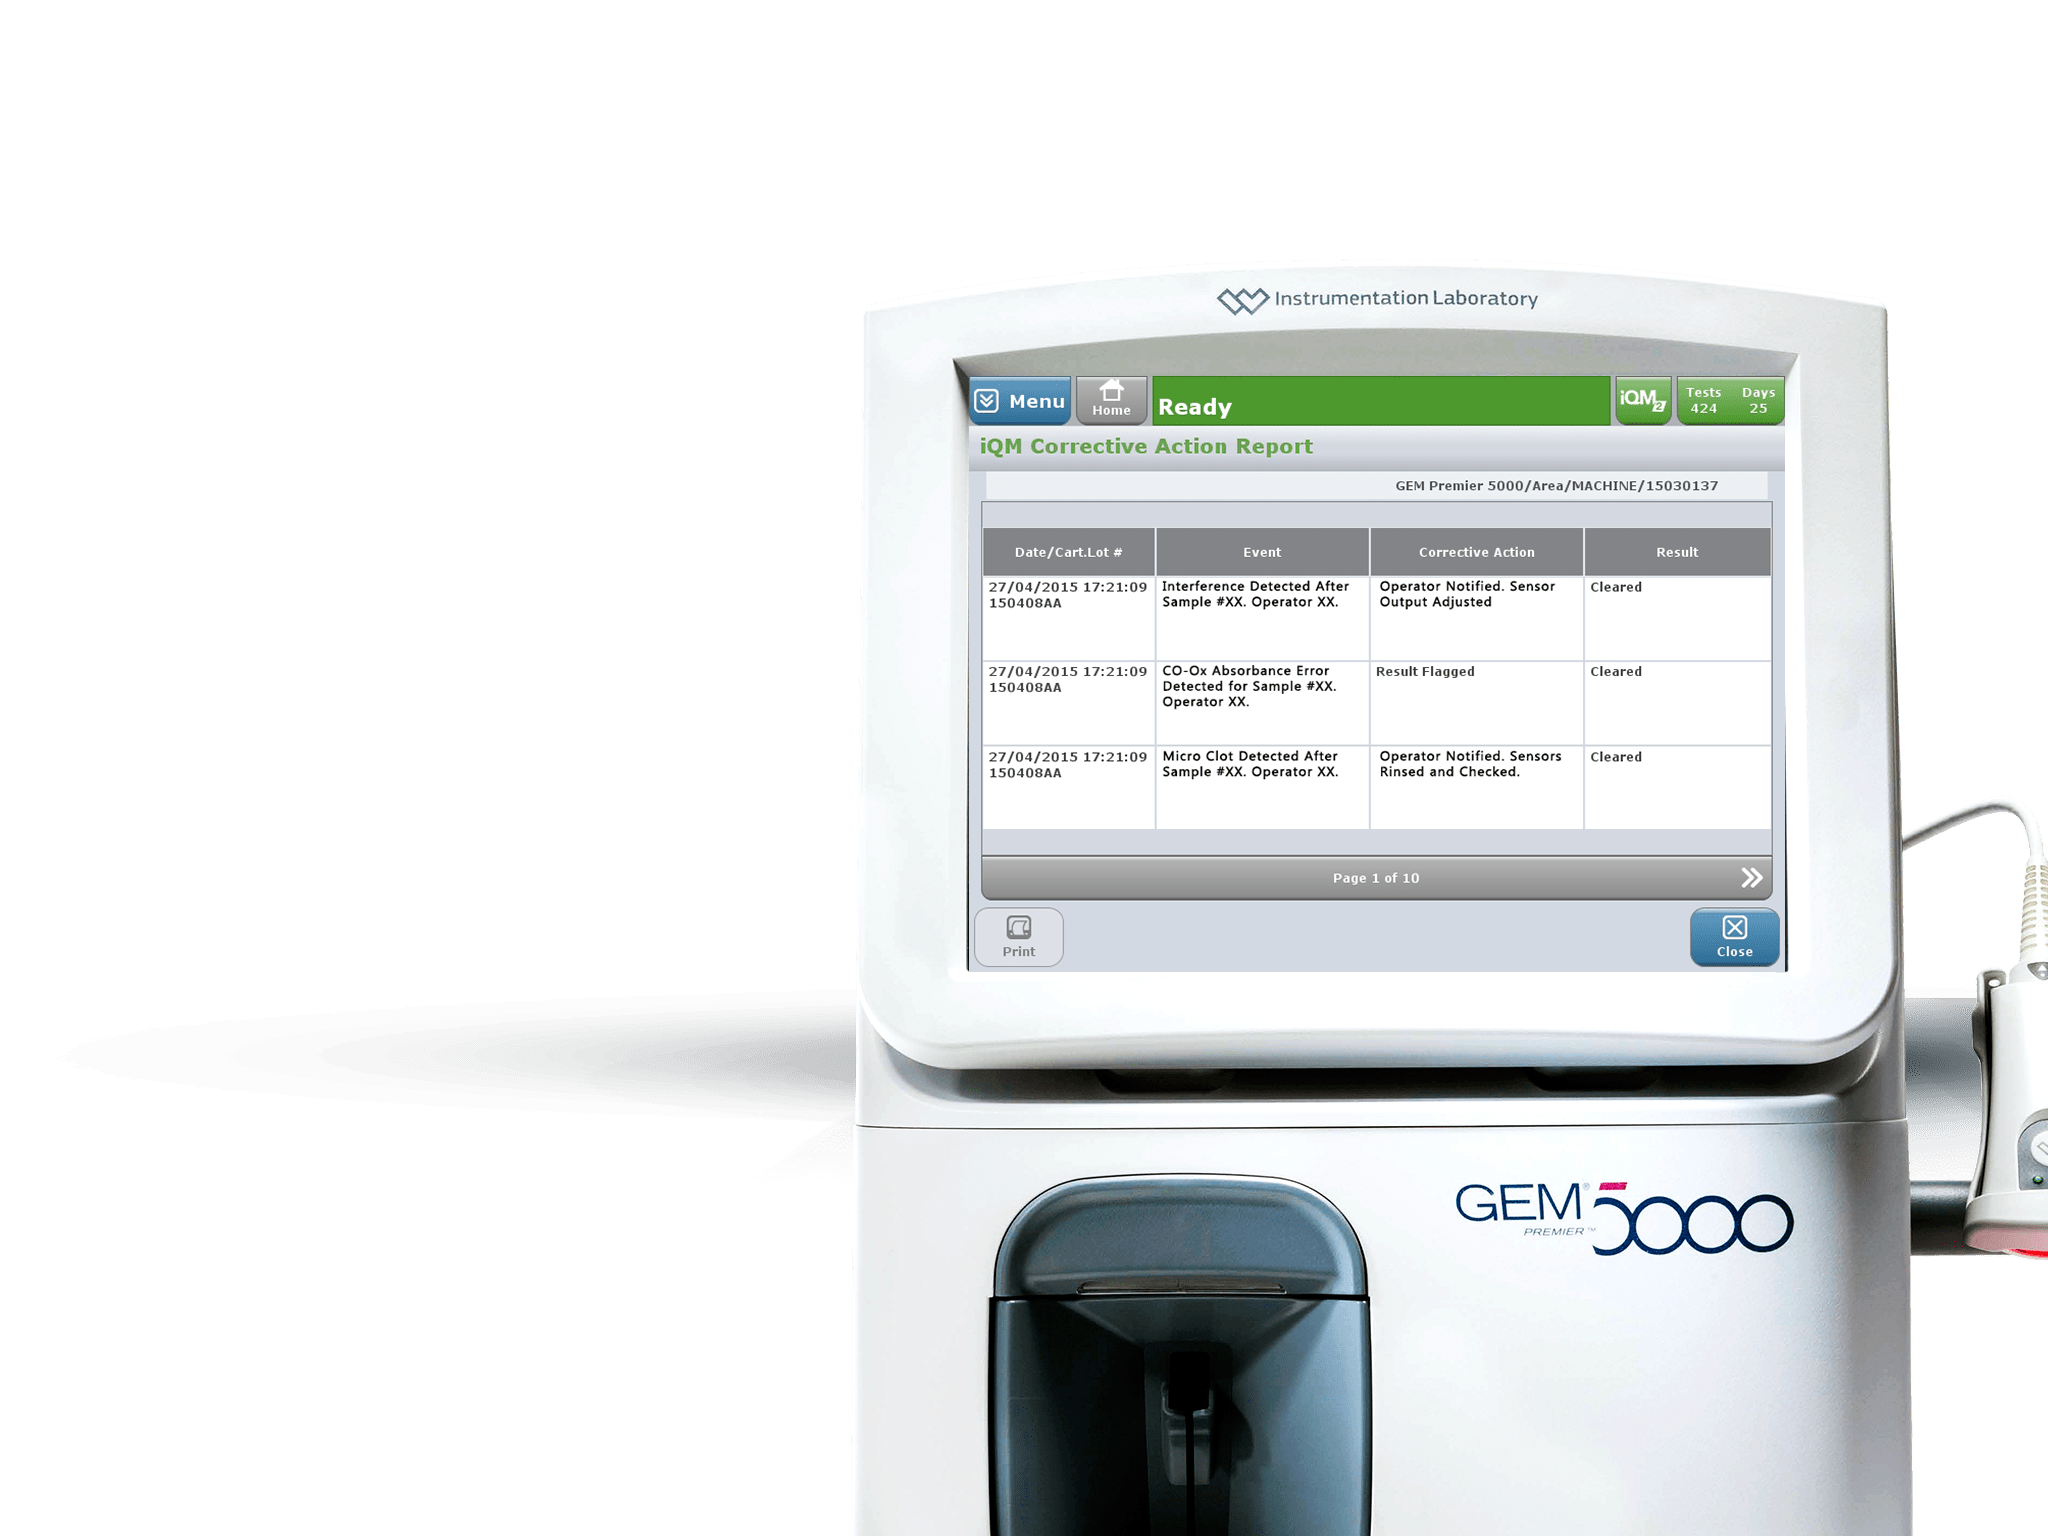 Instrumentation Laboratory
Menu
Home
Ready
iQM2
Tests Days
424 25
iQM Corrective Action Report
GEM Premier 5000/Area/MACHINE/15030137
Date/Cart.Lot # Event Corrective Action Result
27/04/2015 17:21:09 Interference Detected After Operator Notified. Sensor Cleared
150408AA Sample #XX. Operator XX. Output Adjusted
27/04/2015 17:21:09 CO-Ox Absorbance Error Result Flagged Cleared
150408AA Detected for Sample #XX.
Operator XX.
27/04/2015 17:21:09 Micro Clot Detected After Operator Notified. Sensors Cleared
150408AA Sample #XX. Operator XX. Rinsed and Checked.
Page 1 of 10
Print
Close
GEM® 5000
PREMIER™